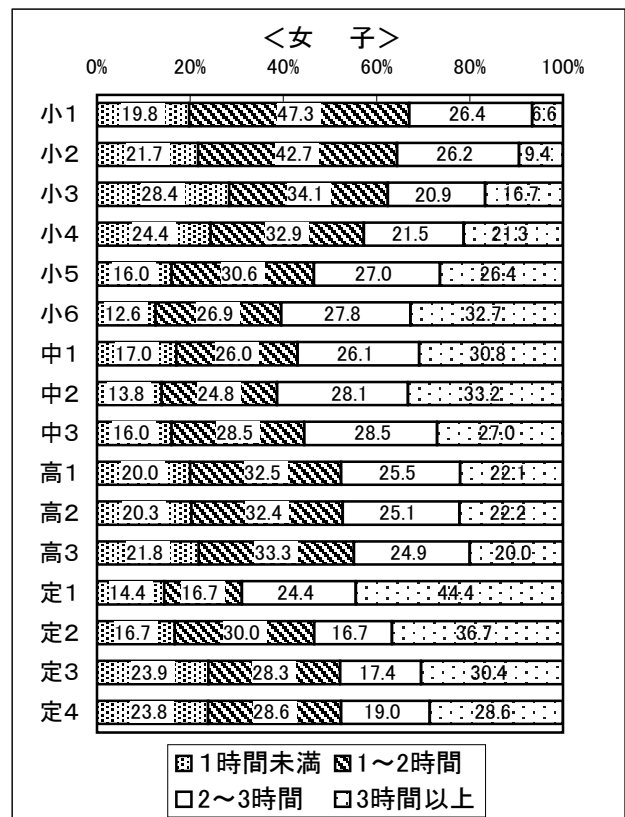 ＜女　子＞
0% 20% 40% 60% 80% 100%
小1 19.8 47.3 26.4 6.6
小2 21.7 42.7 26.2 9.4
小3 28.4 34.1 20.9 16.7
小4 24.4 32.9 21.5 21.3
小5 16.0 30.6 27.0 26.4
小6 12.6 26.9 27.8 32.7
中1 17.0 26.0 26.1 30.8
中2 13.8 24.8 28.1 33.2
中3 16.0 28.5 28.5 27.0
高1 20.0 32.5 25.5 22.1
高2 20.3 32.4 25.1 22.2
高3 21.8 33.3 24.9 20.0
定1 14.4 16.7 24.4 44.4
定2 16.7 30.0 16.7 36.7
定3 23.9 28.3 17.4 30.4
定4 23.8 28.6 19.0 28.6
1時間未満 1～2時間
2～3時間 3時間以上